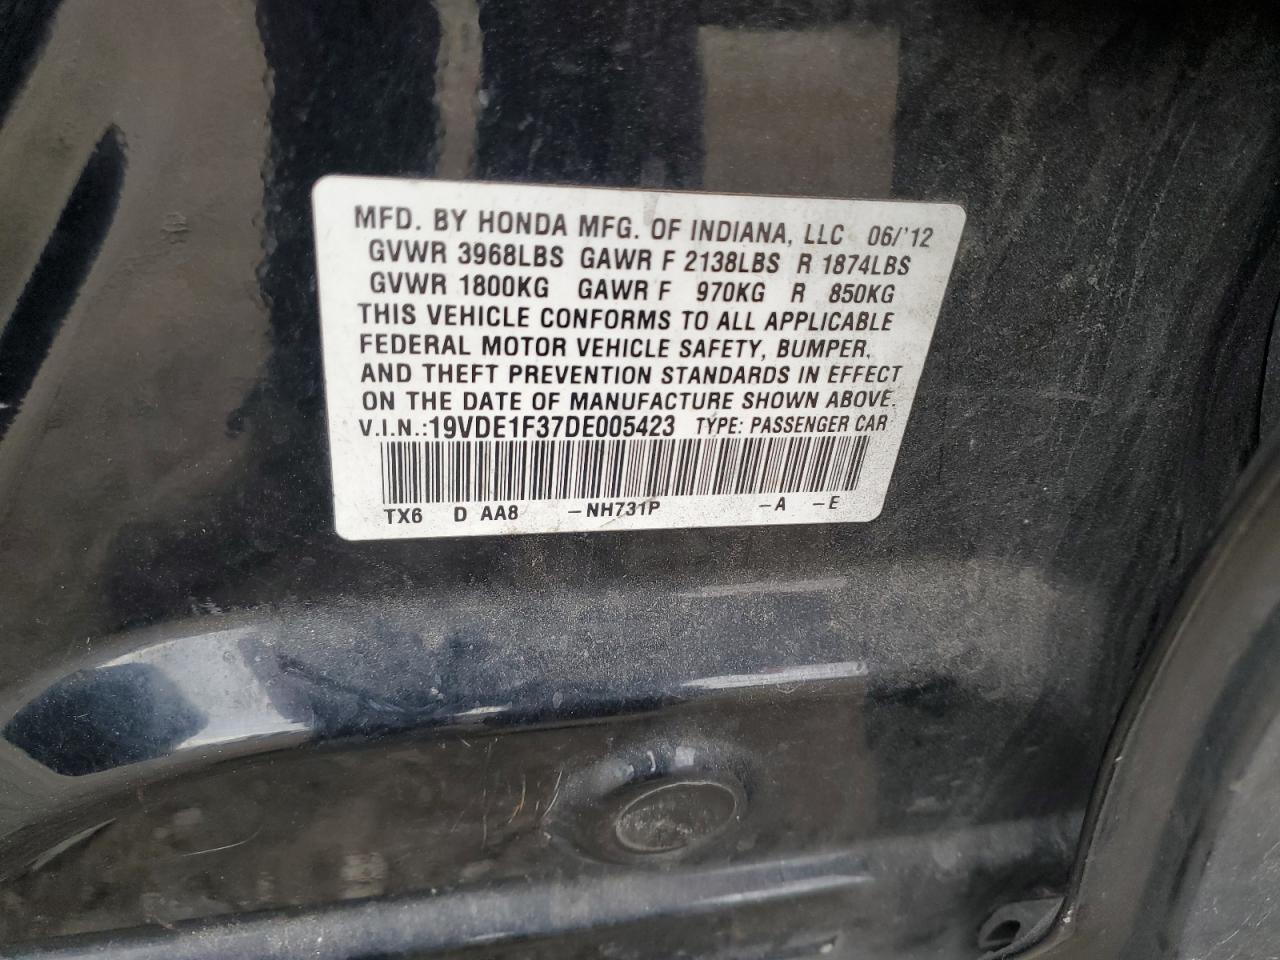 MFD. BY HONDA MFG. OF INDIANA, LLC 06/'12
GVWR 3968LBS GAWR F 2138LBS R 1874LBS
GVWR 1800KG GAWR F 970KG R 850KG
THIS VEHICLE CONFORMS TO ALL APPLICABLE
FEDERAL MOTOR VEHICLE SAFETY, BUMPER,
AND THEFT PREVENTION STANDARDS IN EFFECT
ON THE DATE OF MANUFACTURE SHOWN ABOVE.
V.I.N.:19VDE1F37DE005423 TYPE: PASSENGER CAR
TX6 D AA8 -NH731P -A -E